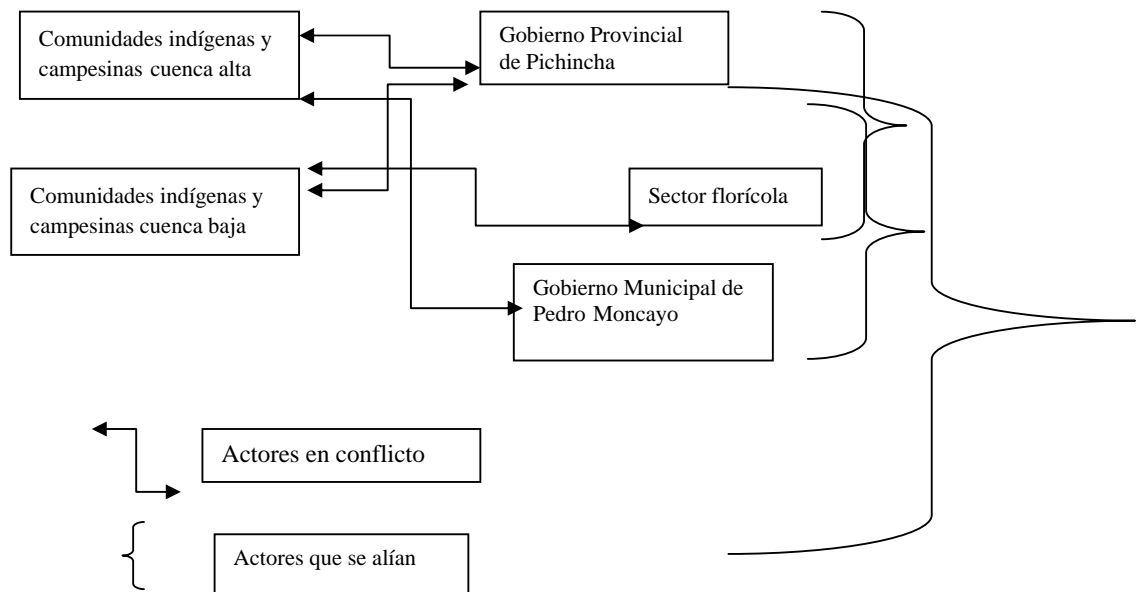 Comunidades indígenas y
campesinas cuenca alta
Gobierno Provincial
de Pichincha
Comunidades indígenas y
campesinas cuenca baja
Sector florícola
Gobierno Municipal de
Pedro Moncayo
Actores en conflicto
Actores que se alían